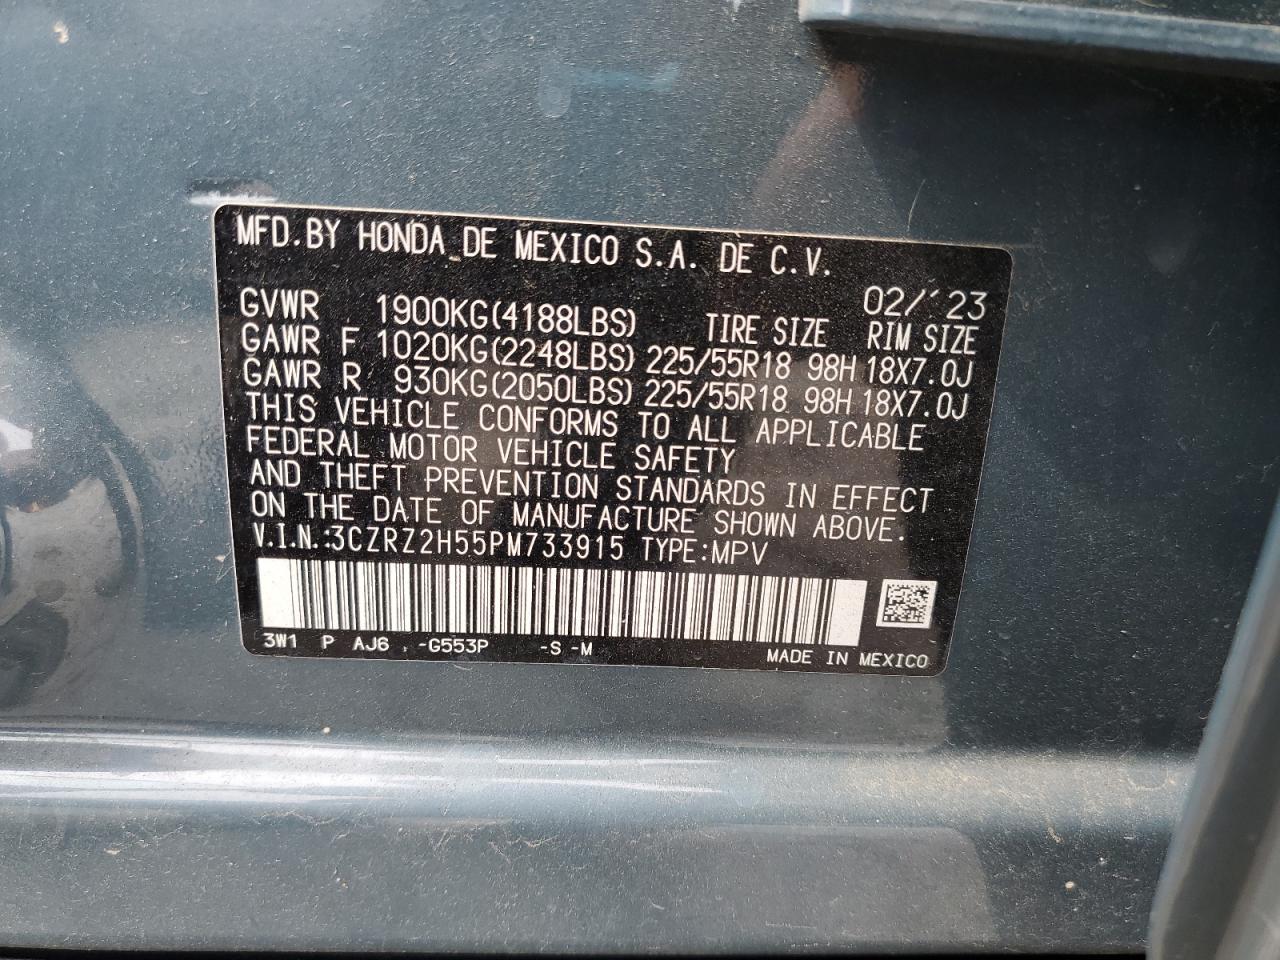 MFD.BY HONDA DE MEXICO S.A. DE C.V.
02/'23
GVWR 1900KG(4188LBS) TIRE SIZE RIM SIZE
GAWR F 1020KG(2248LBS) 225/55R18 98H 18X7.0J
GAWR R 930KG(2050LBS) 225/55R18 98H 18X7.0J
THIS VEHICLE CONFORMS TO ALL APPLICABLE
FEDERAL MOTOR VEHICLE SAFETY
AND THEFT PREVENTION STANDARDS IN EFFECT
ON THE DATE OF MANUFACTURE SHOWN ABOVE.
V.I.N.:3CZRZ2H55PM733915 TYPE:MPV
3W1 P AJ6 , -G553P -S -M
MADE IN MEXICO